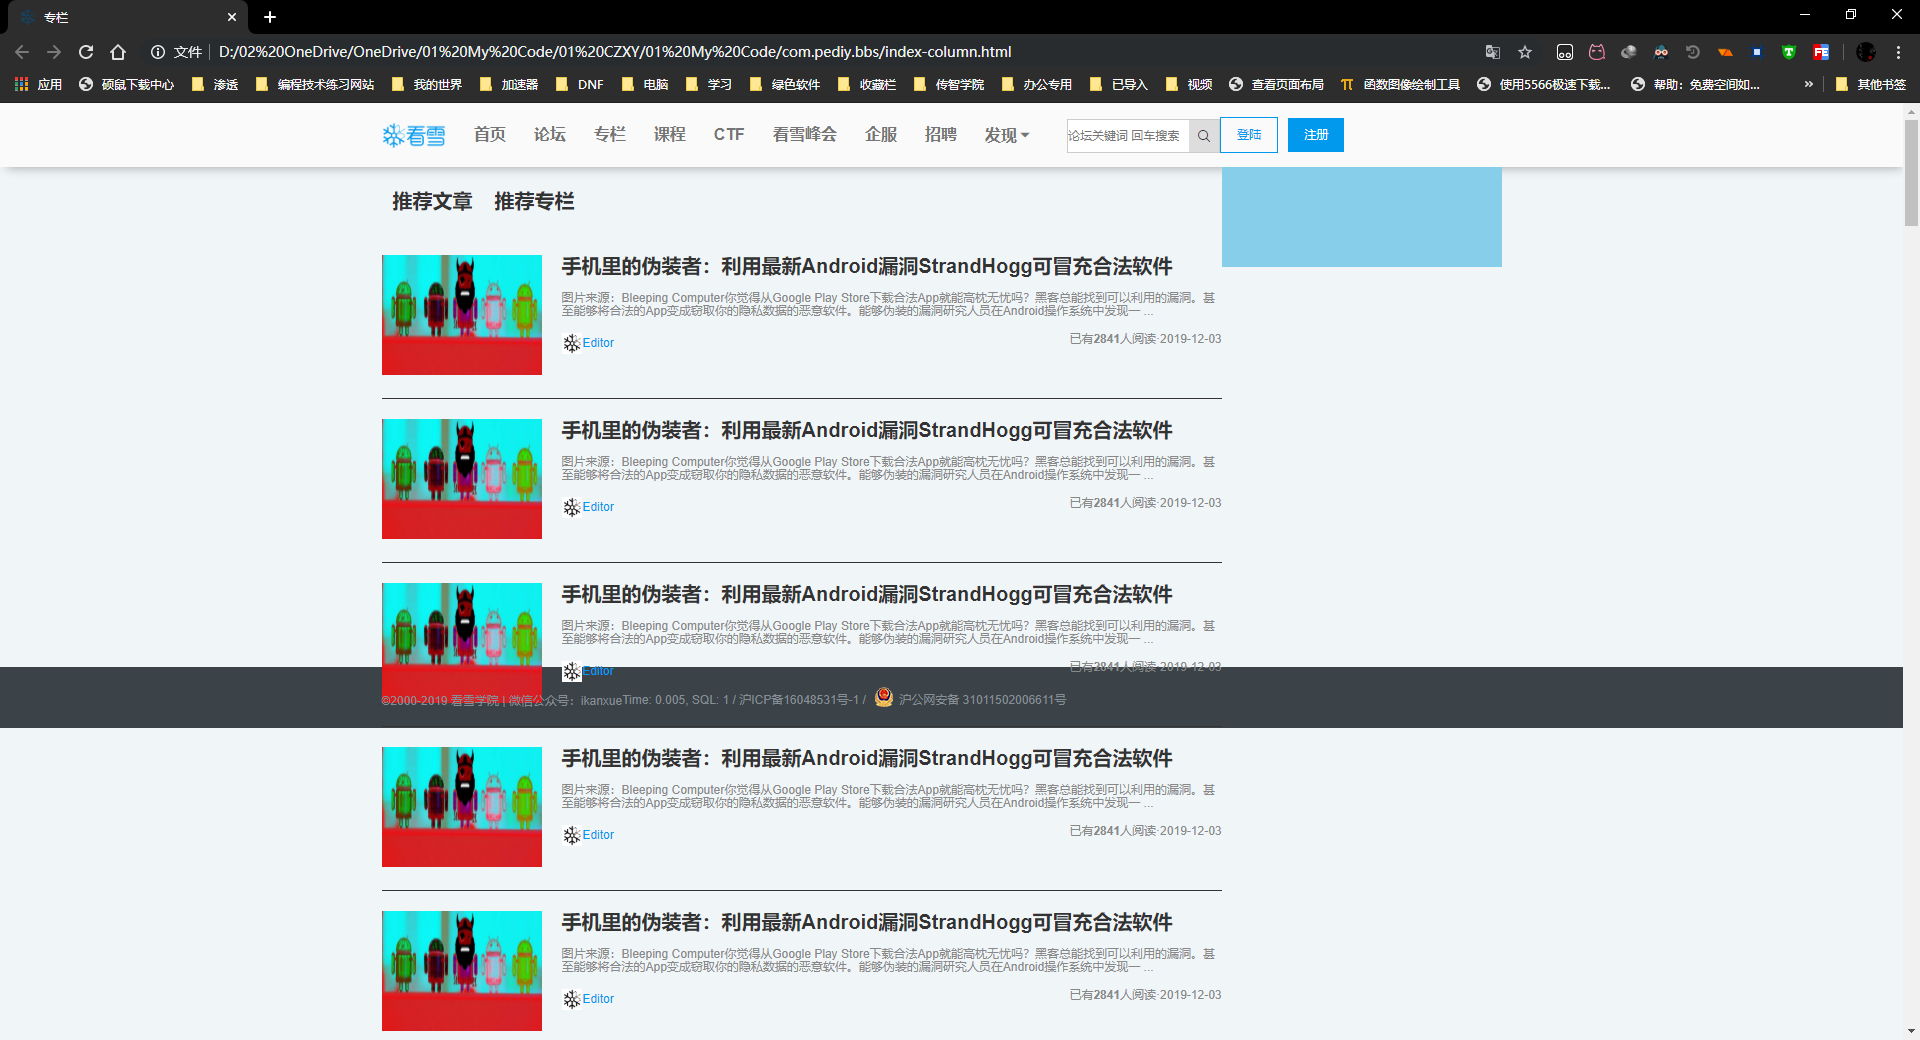 专栏
文件 D:/02%20OneDrive/OneDrive/01%20My%20Code/01%20CZXY/01%20My%20Code/com.pediy.bbs/index-column.html
应用 硕鼠下载中心 渗透 编程技术练习网站 我的世界 加速器 DNF 电脑 学习 绿色软件 收藏栏 传智学院 办公专用 已导入 视频 查看页面布局 函数图像绘制工具 使用5566极速下载... 帮助：免费空间如... » 其他书签
看雪 首页 论坛 专栏 课程 CTF 看雪峰会 企服 招聘 发现 论坛关键词 回车搜索 登陆 注册
推荐文章 推荐专栏
手机里的伪装者：利用最新Android漏洞StrandHogg可冒充合法软件
图片来源：Bleeping Computer你觉得从Google Play Store下载合法App就能高枕无忧吗？黑客总能找到可以利用的漏洞。甚
至能够将合法的App变成窃取你的隐私数据的恶意软件。能够伪装的漏洞研究人员在Android操作系统中发现一 ...
Editor 已有2841人阅读·2019-12-03
手机里的伪装者：利用最新Android漏洞StrandHogg可冒充合法软件
图片来源：Bleeping Computer你觉得从Google Play Store下载合法App就能高枕无忧吗？黑客总能找到可以利用的漏洞。甚
至能够将合法的App变成窃取你的隐私数据的恶意软件。能够伪装的漏洞研究人员在Android操作系统中发现一 ...
Editor 已有2841人阅读·2019-12-03
手机里的伪装者：利用最新Android漏洞StrandHogg可冒充合法软件
图片来源：Bleeping Computer你觉得从Google Play Store下载合法App就能高枕无忧吗？黑客总能找到可以利用的漏洞。甚
至能够将合法的App变成窃取你的隐私数据的恶意软件。能够伪装的漏洞研究人员在Android操作系统中发现一 ...
Editor 已有2841人阅读·2019-12-03
©2000-2019 看雪学院 | 微信公众号：ikanxueTime: 0.005, SQL: 1 / 沪ICP备16048531号-1 / 沪公网安备 31011502006611号
手机里的伪装者：利用最新Android漏洞StrandHogg可冒充合法软件
图片来源：Bleeping Computer你觉得从Google Play Store下载合法App就能高枕无忧吗？黑客总能找到可以利用的漏洞。甚
至能够将合法的App变成窃取你的隐私数据的恶意软件。能够伪装的漏洞研究人员在Android操作系统中发现一 ...
Editor 已有2841人阅读·2019-12-03
手机里的伪装者：利用最新Android漏洞StrandHogg可冒充合法软件
图片来源：Bleeping Computer你觉得从Google Play Store下载合法App就能高枕无忧吗？黑客总能找到可以利用的漏洞。甚
至能够将合法的App变成窃取你的隐私数据的恶意软件。能够伪装的漏洞研究人员在Android操作系统中发现一 ...
Editor 已有2841人阅读·2019-12-03